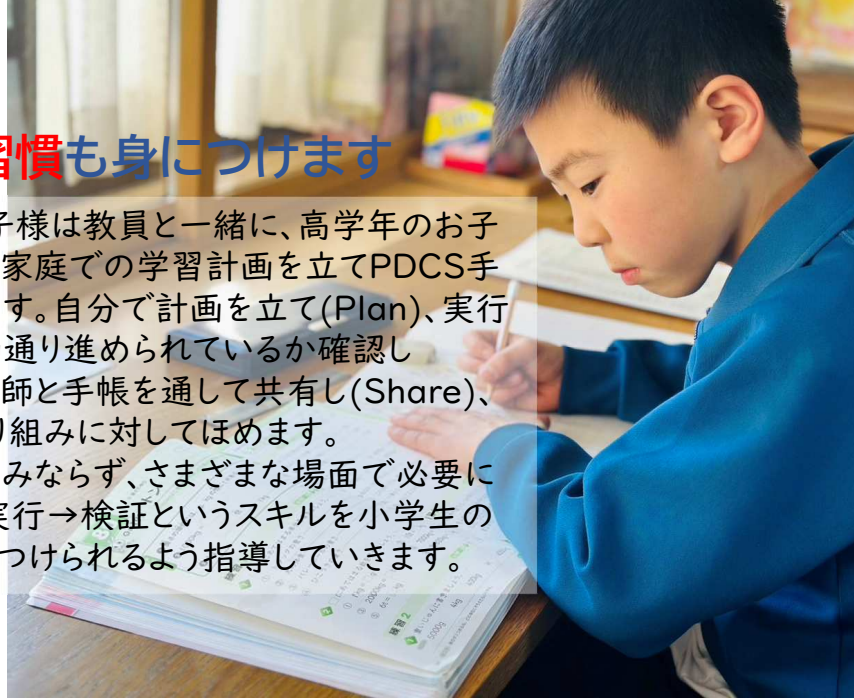 習慣も身につけます
子様は教員と一緒に、高学年のお子
家庭での学習計画を立てPDCS手
す。自分で計画を立て(Plan)、実行
通り進められているか確認し
師と手帳を通して共有し(Share)、
り組みに対してほめます。
みならず、さまざまな場面で必要に
実行→検証というスキルを小学生の
つけられるよう指導していきます。
練習2
5000g
4kg